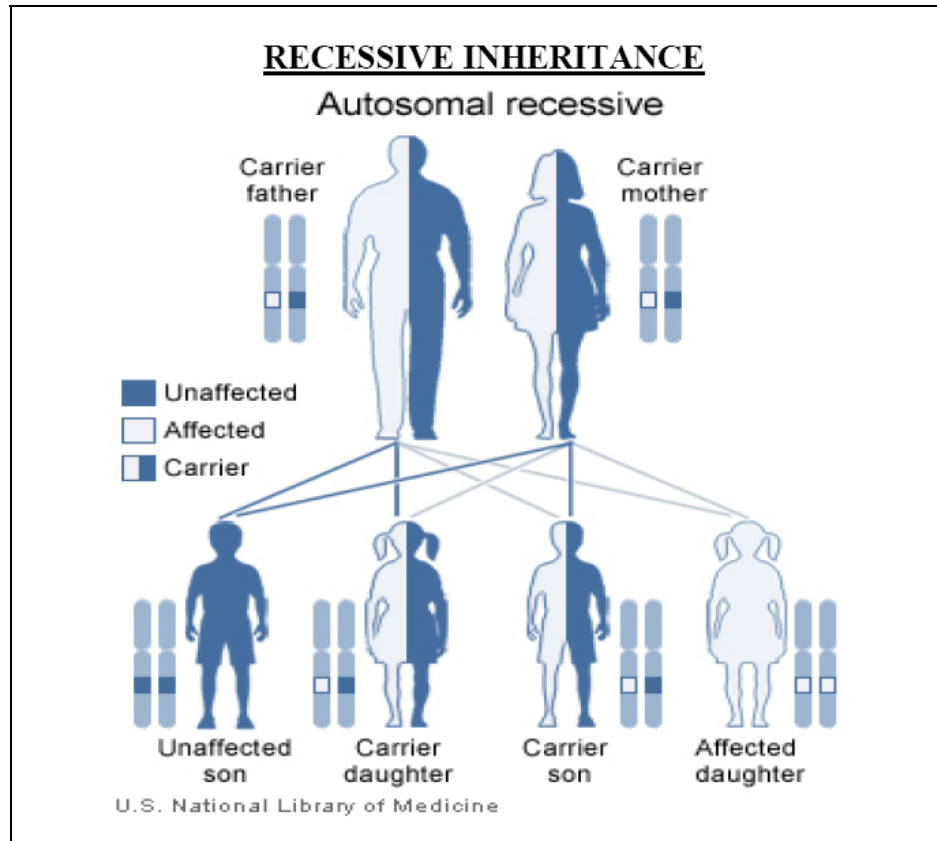 RECESSIVE INHERITANCE
Autosomal recessive
Carrier
father
Carrier
mother
Unaffected
Affected
Carrier
Unaffected
son
Carrier
daughter
Carrier
son
Affected
daughter
U.S. National Library of Medicine